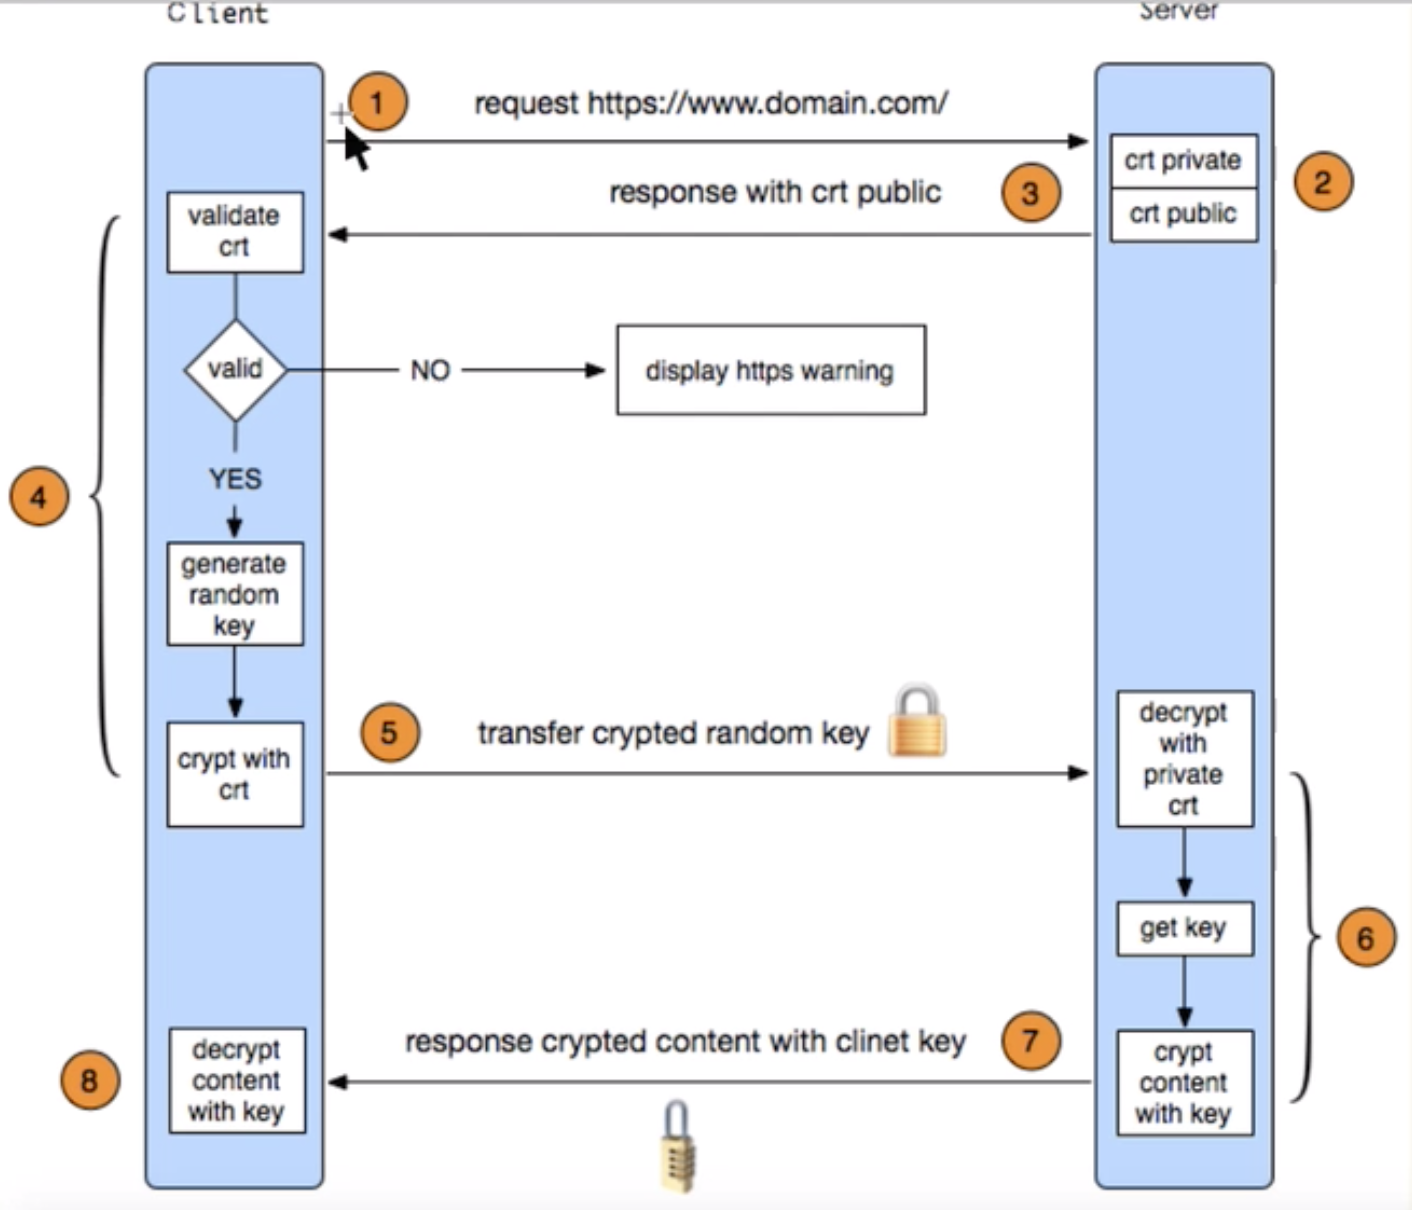 Client
Server
1
request https://www.domain.com/
crt private
2
response with crt public
3
crt public
validate
crt
valid
NO
display https warning
YES
4
generate
random
key
5
transfer crypted random key
crypt with
crt
decrypt
with
private
crt
get key
6
response crypted content with clinet key
7
crypt
content
with key
8
decrypt
content
with key